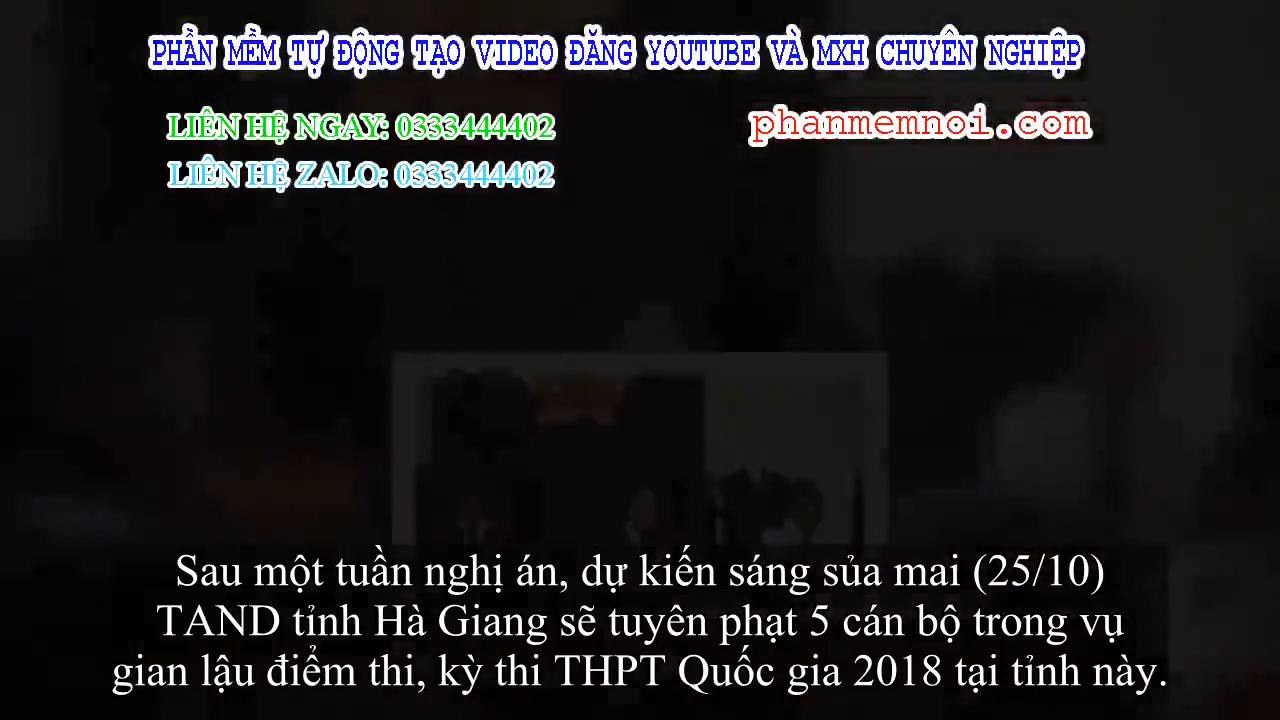 PHẦN MỀM TỰ ĐỘNG TẠO VIDEO ĐĂNG YOUTUBE VÀ MXH CHUYÊN NGHIỆP
LIÊN HỆ NGAY: 0333444402
phanmemnoi.com
LIÊN HỆ ZALO: 0333444402
Sau một tuần nghị án, dự kiến sáng sủa mai (25/10)
TAND tỉnh Hà Giang sẽ tuyên phạt 5 cán bộ trong vụ
gian lậu điểm thi, kỳ thi THPT Quốc gia 2018 tại tỉnh này.